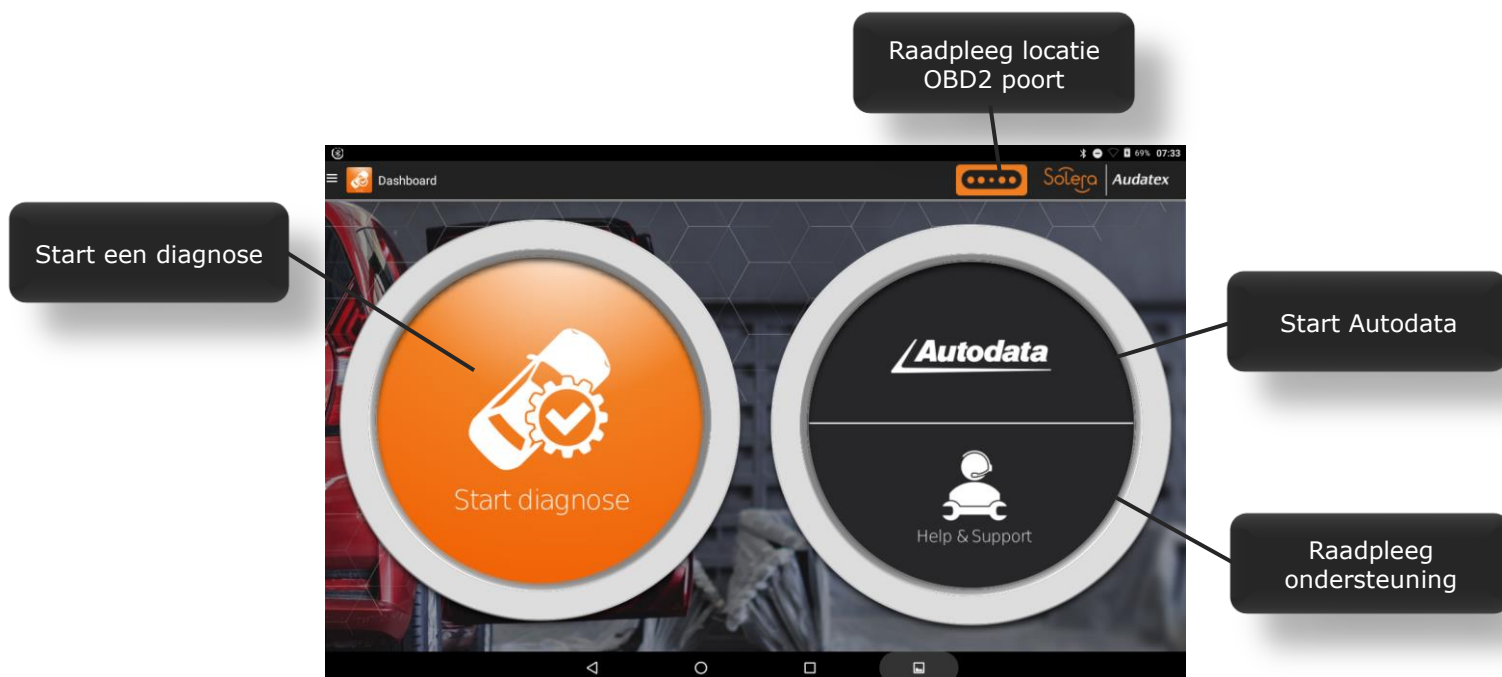 Raadpleeg locatie
OBD2 poort
69% 07:33
Dashboard
Solera Audatex
Start een diagnose
Autodata
Start Autodata
Start diagnose
Help & Support
Raadpleeg
ondersteuning